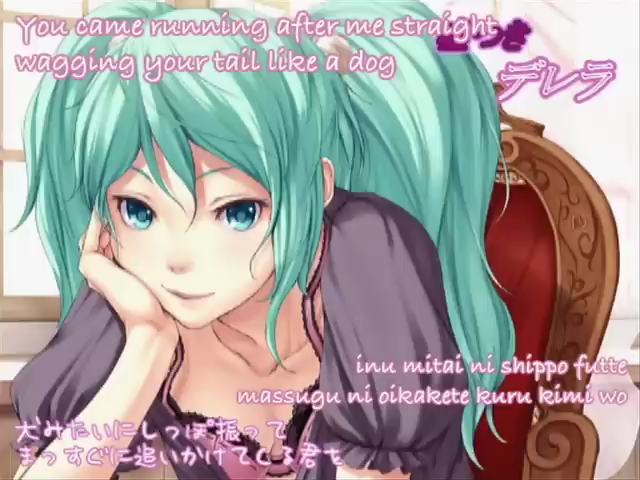 You came running after me straight
wagging your tail like a dog
デレラ
inu mitai ni shippo futte
massugu ni oikakete kuru kimi wo
犬みたいにしっぽ振って
まっすぐに追いかけてくる君を